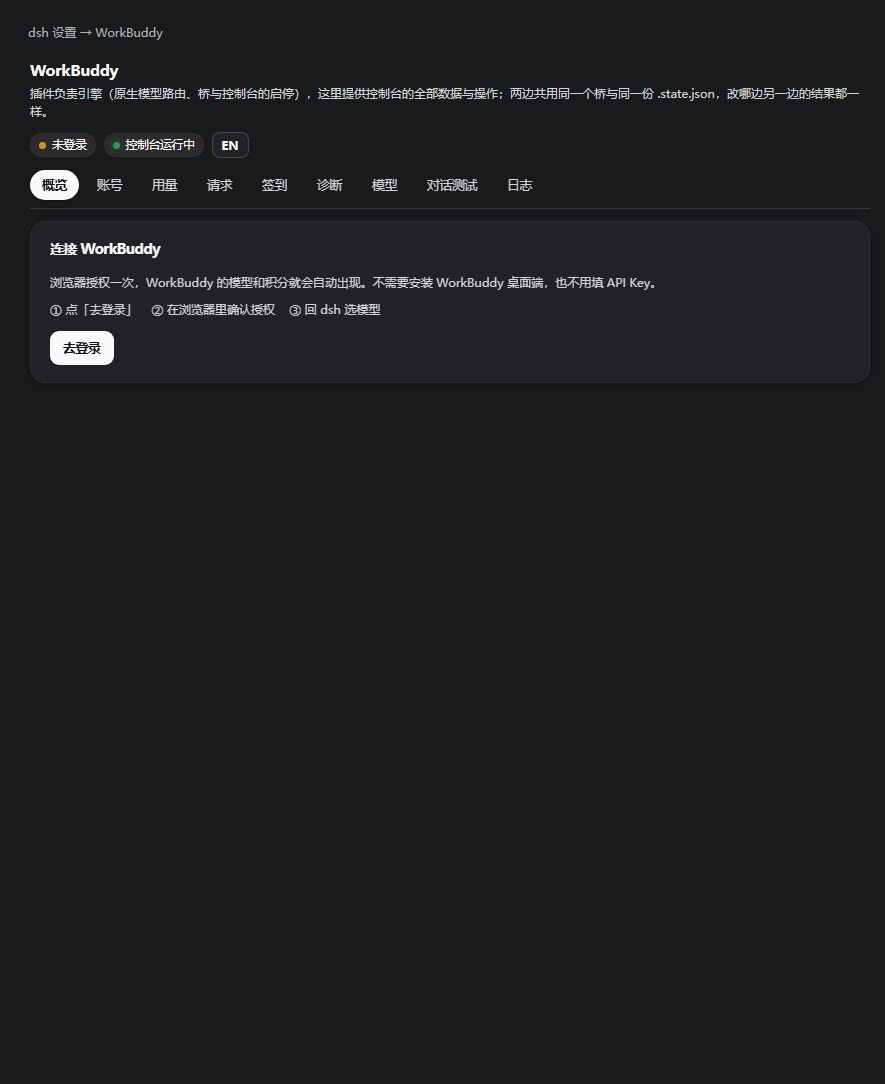 dsh 设置 → WorkBuddy
WorkBuddy
插件负责引擎（原生模型路由、桥与控制台的启停），这里提供控制台的全部数据与操作；两边共用同一个桥与同一份 .state.json，改哪边另一边的结果都一
样。
未登录 控制台运行中 EN
概览 账号 用量 请求 签到 诊断 模型 对话测试 日志
连接 WorkBuddy
浏览器授权一次，WorkBuddy 的模型和积分就会自动出现。不需要安装 WorkBuddy 桌面端，也不用填 API Key。
① 点「去登录」 ② 在浏览器里确认授权 ③ 回 dsh 选模型
去登录